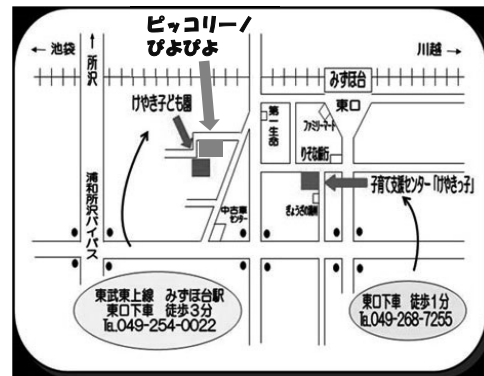 ピッコリーノ
ぴよぴよ
← 池袋
↑
所沢
川越 →
みずほ台
東口
けやき子ども園
第一生命
ファミリーマート
りそな銀行
子育て支援センター「けやきっ子」
ぎょうざの満州
中古車
センター
浦和所沢バイパス
東武東上線 みずほ台駅
東口下車 徒歩3分
℡049-254-0022
東口下車 徒歩1分
℡049-268-7255